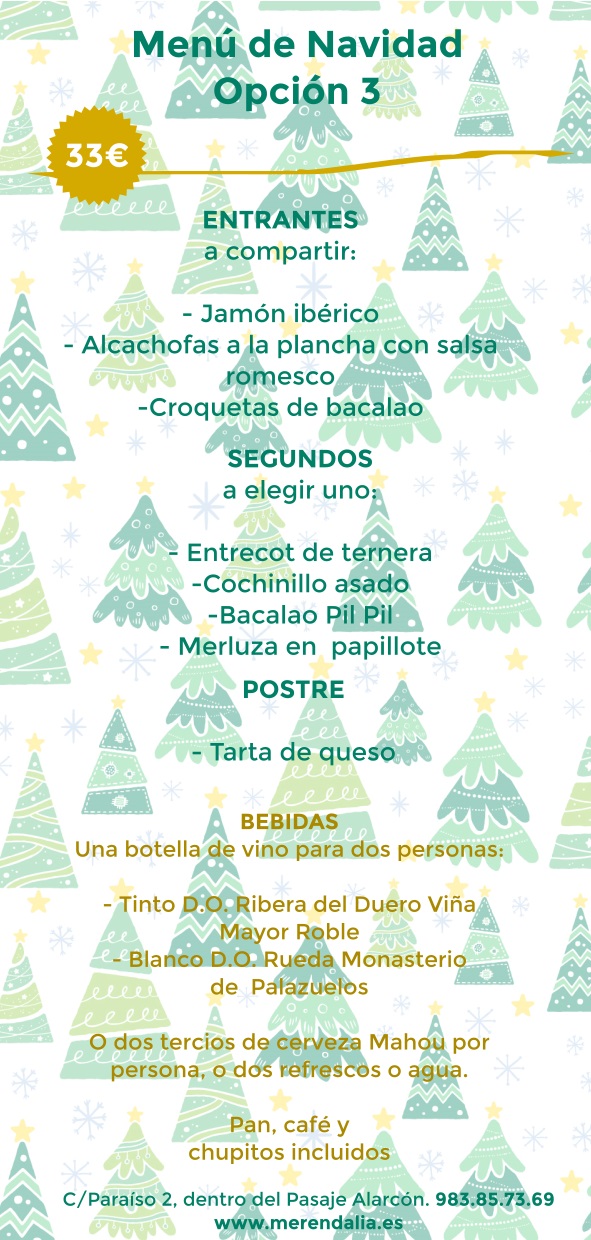 Menú de Navidad
Opción 3
33€
ENTRANTES
a compartir:
- Jamón ibérico
- Alcachofas a la plancha con salsa
romesco
-Croquetas de bacalao
SEGUNDOS
a elegir uno:
- Entrecot de ternera
-Cochinillo asado
-Bacalao Pil Pil
- Merluza en papillote
POSTRE
- Tarta de queso
BEBIDAS
Una botella de vino para dos personas:
- Tinto D.O. Ribera del Duero Viña
Mayor Roble
- Blanco D.O. Rueda Monasterio
de Palazuelos
O dos tercios de cerveza Mahou por
persona, o dos refrescos o agua.
Pan, café y
chupitos incluidos
C/Paraíso 2, dentro del Pasaje Alarcón. 983.85.73.69
www.merendalia.es